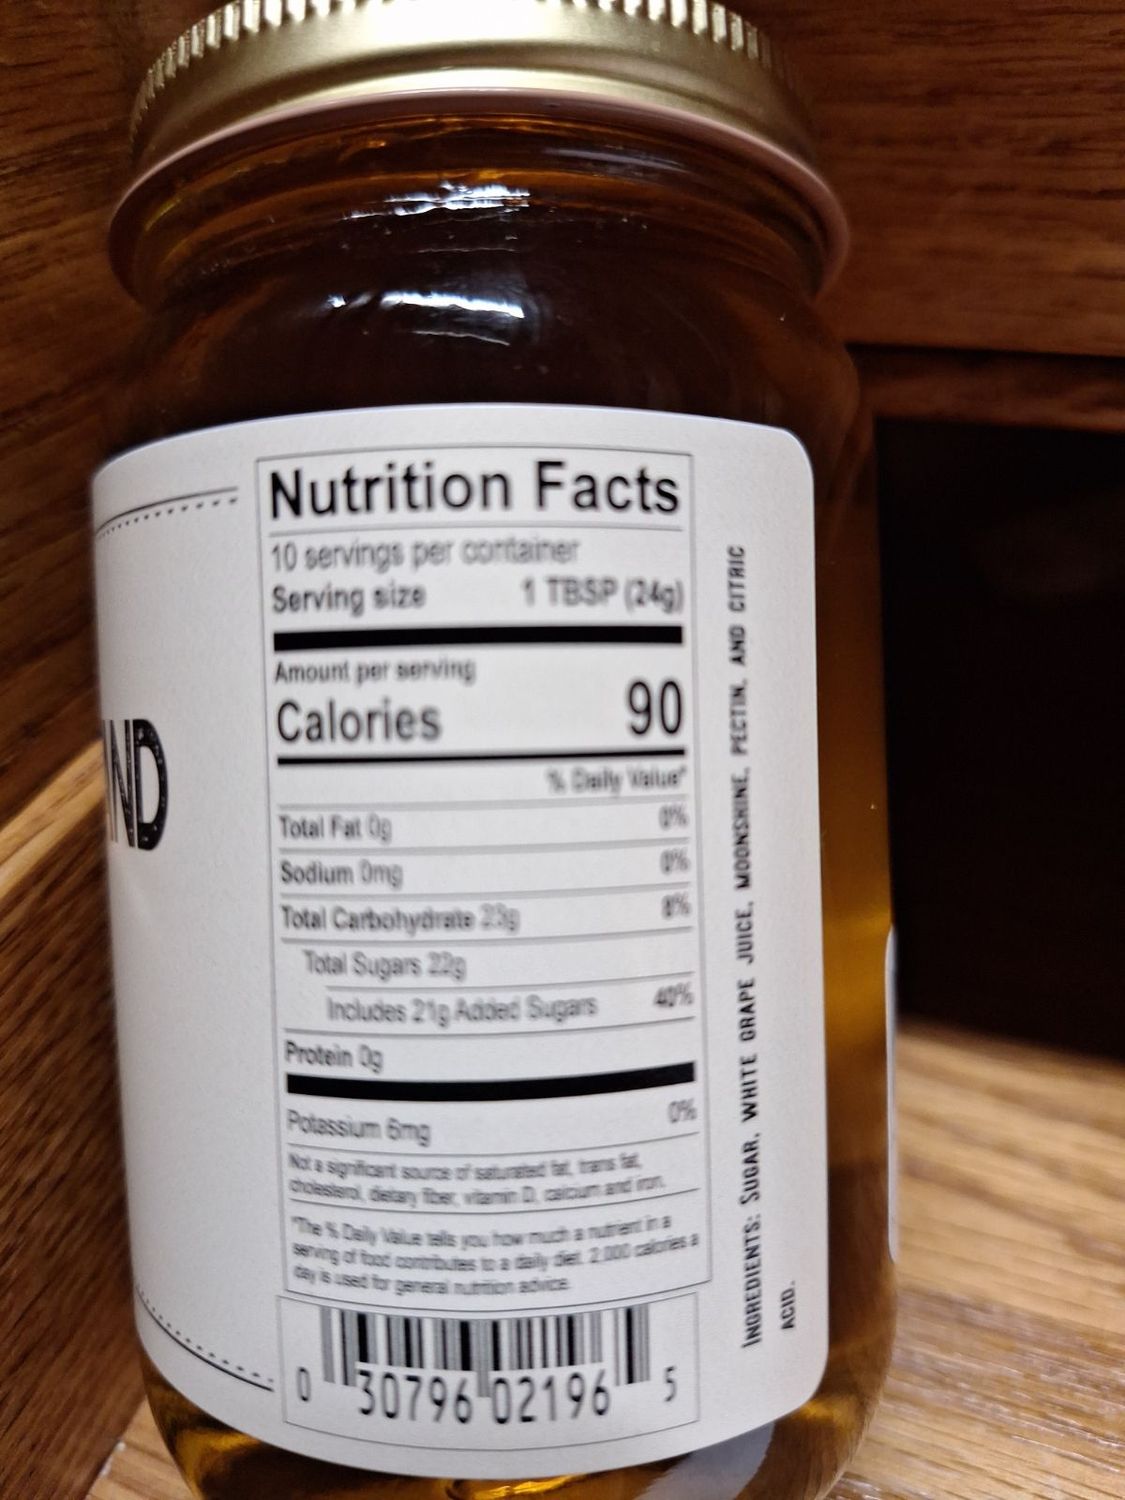 Nutrition Facts
10 servings per container
Serving size 1 TBSP (24g)
Amount per serving
Calories 90
% Daily Value*
Total Fat 0g 0%
Sodium 0mg 0%
Total Carbohydrate 23g 8%
Total Sugars 22g
Includes 21g Added Sugars 40%
Protein 0g
Potassium 6mg 0%
Not a significant source of saturated fat, trans fat,
cholesterol, dietary fiber, vitamin D, calcium and iron.
*The % Daily Value tells you how much a nutrient in a
serving of food contributes to a daily diet. 2,000 calories a
day is used for general nutrition advice.
0 30796 02196 5
INGREDIENTS: SUGAR, WHITE GRAPE JUICE, MOONSHINE, PECTIN, AND CITRIC
ACID.